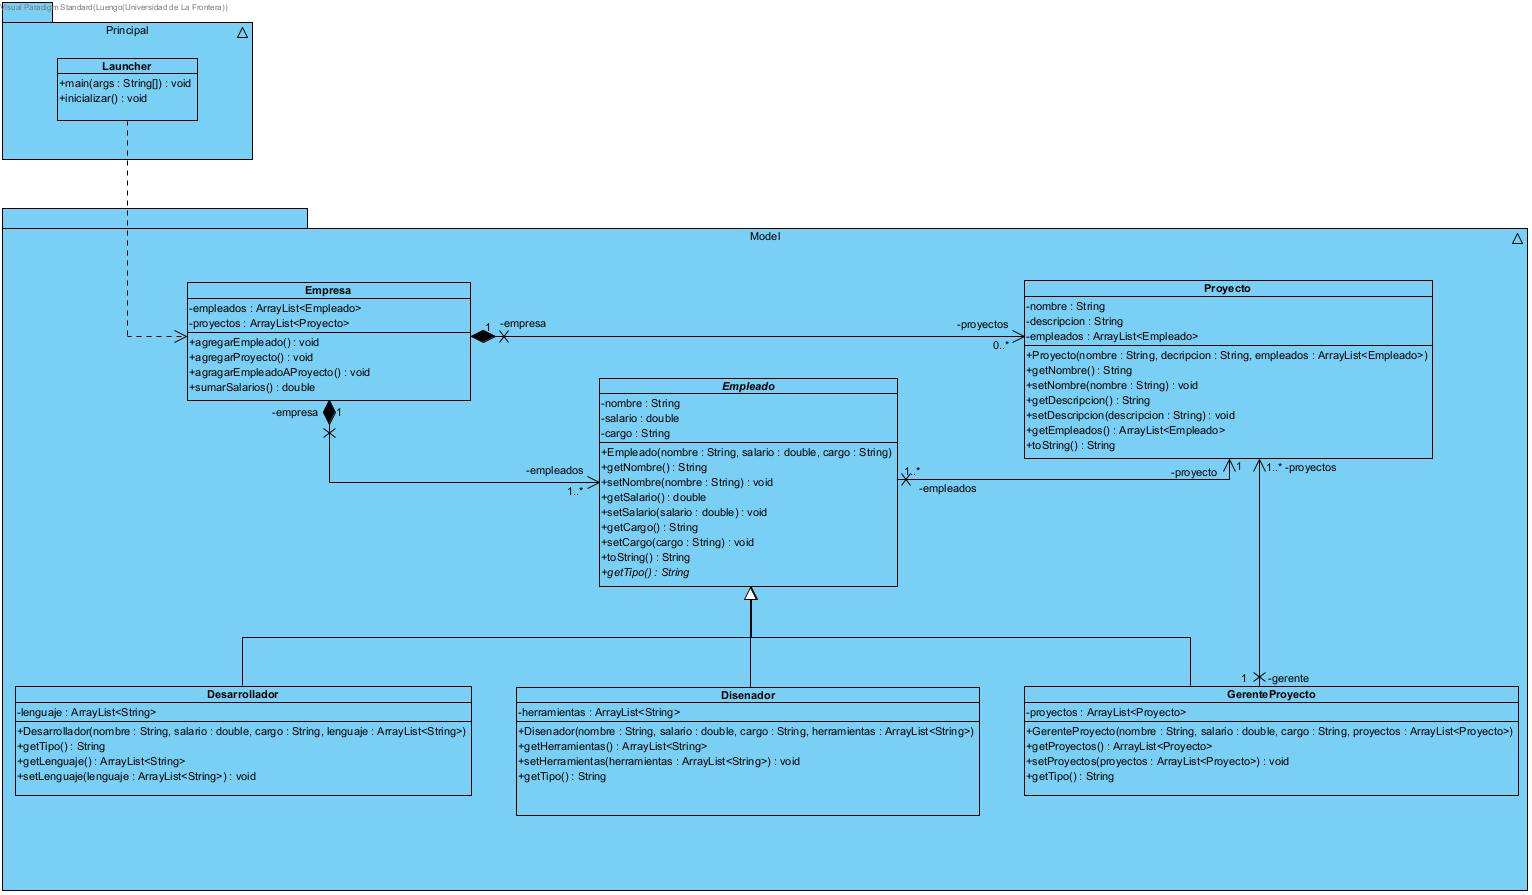 Visual Paradigm Standard(Luengo(Universidad de La Frontera))
Principal
Launcher
+main(args : String[]) : void
+inicializar() : void
Model
Empresa
-empleados : ArrayList<Empleado>
-proyectos : ArrayList<Proyecto>
+agregarEmpleado() : void
+agregarProyecto() : void
+agragarEmpleadoAProyecto() : void
+sumarSalarios() : double
1
-empresa
-proyectos
0..*
-empresa
1
-empleados
1..*
Proyecto
-nombre : String
-descripcion : String
-empleados : ArrayList<Empleado>
+Proyecto(nombre : String, decripcion : String, empleados : ArrayList<Empleado>)
+getNombre() : String
+setNombre(nombre : String) : void
+getDescripcion() : String
+setDescripcion(descripcion : String) : void
+getEmpleados() : ArrayList<Empleado>
+toString() : String
Empleado
-nombre : String
-salario : double
-cargo : String
+Empleado(nombre : String, salario : double, cargo : String)
+getNombre() : String
+setNombre(nombre : String) : void
+getSalario() : double
+setSalario(salario : double) : void
+getCargo() : String
+setCargo(cargo : String) : void
+toString() : String
+getTipo() : String
1..*
-empleados
-proyecto
1
1..* -proyectos
1
-gerente
Desarrollador
-lenguaje : ArrayList<String>
+Desarrollador(nombre : String, salario : double, cargo : String, lenguaje : ArrayList<String>)
+getTipo() : String
+getLenguaje() : ArrayList<String>
+setLenguaje(lenguaje : ArrayList<String>) : void
Disenador
-herramientas : ArrayList<String>
+Disenador(nombre : String, salario : double, cargo : String, herramientas : ArrayList<String>)
+getHerramientas() : ArrayList<String>
+setHerramientas(herramientas : ArrayList<String>) : void
+getTipo() : String
GerenteProyecto
-proyectos : ArrayList<Proyecto>
+GerenteProyecto(nombre : String, salario : double, cargo : String, proyectos : ArrayList<Proyecto>)
+getProyectos() : ArrayList<Proyecto>
+setProyectos(proyectos : ArrayList<Proyecto>) : void
+getTipo() : String